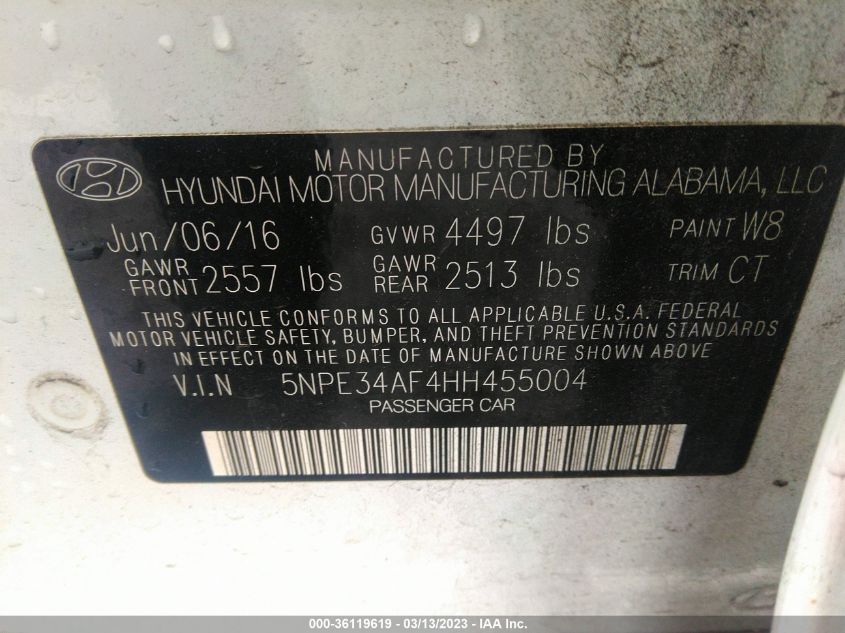 MANUFACTURED BY
HYUNDAI MOTOR MANUFACTURING ALABAMA, LLC
Jun/06/16 GVWR 4497 lbs PAINT W8
GAWR FRONT 2557 lbs GAWR REAR 2513 lbs TRIM CT
THIS VEHICLE CONFORMS TO ALL APPLICABLE U.S.A. FEDERAL
MOTOR VEHICLE SAFETY, BUMPER, AND THEFT PREVENTION STANDARDS
IN EFFECT ON THE DATE OF MANUFACTURE SHOWN ABOVE
V.I.N 5NPE34AF4HH455004
PASSENGER CAR
000-36119619 - 03/13/2023 - IAA Inc.